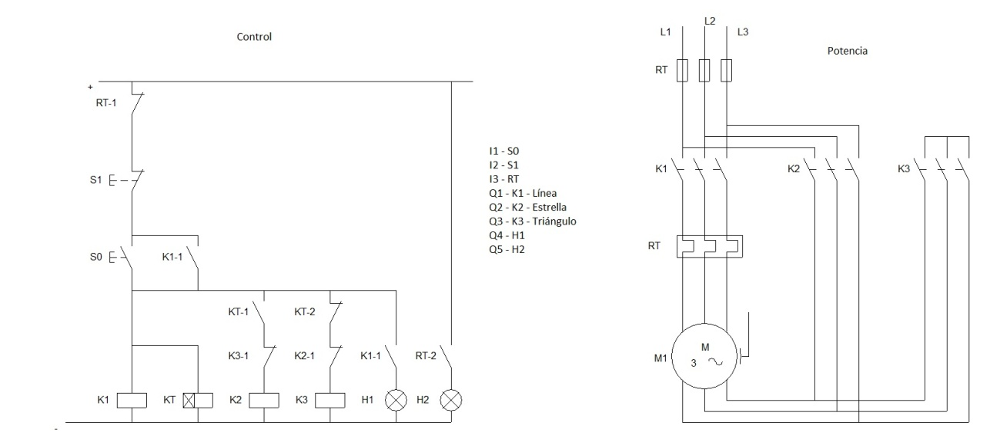 Control
+
RT-1
S1
S0
K1-1
KT-1
KT-2
K3-1
K2-1
K1-1
RT-2
K1
KT
K2
K3
H1
H2
-
I1 - S0
I2 - S1
I3 - RT
Q1 - K1 - Línea
Q2 - K2 - Estrella
Q3 - K3 - Triángulo
Q4 - H1
Q5 - H2
Potencia
L1
L2
L3
RT
K1
K2
K3
RT
M1
M
3